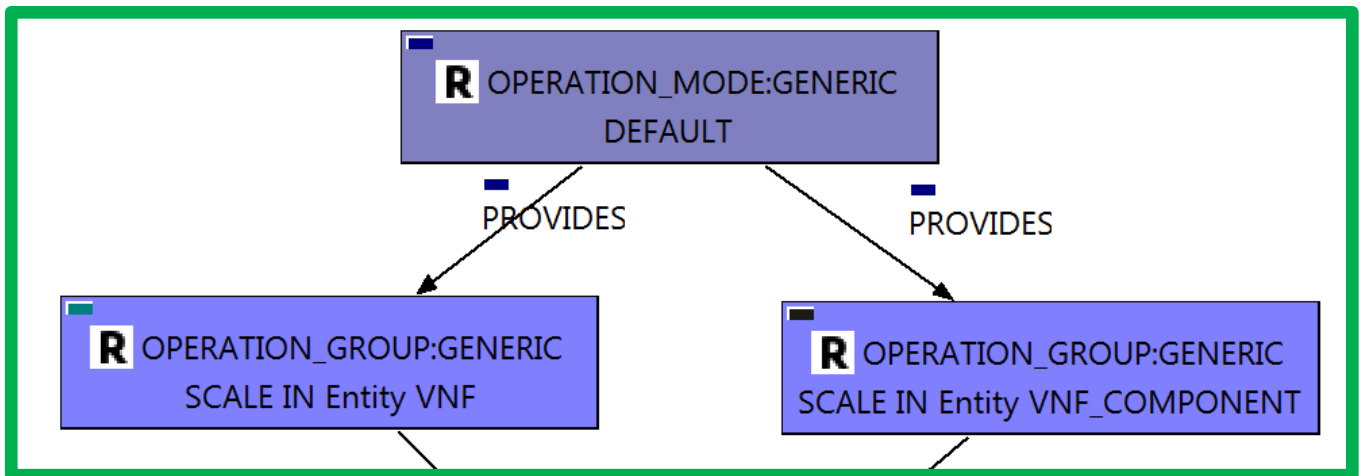 R OPERATION_MODE:GENERIC
DEFAULT
PROVIDES
PROVIDES
R OPERATION_GROUP:GENERIC
SCALE IN Entity VNF
R OPERATION_GROUP:GENERIC
SCALE IN Entity VNF_COMPONENT